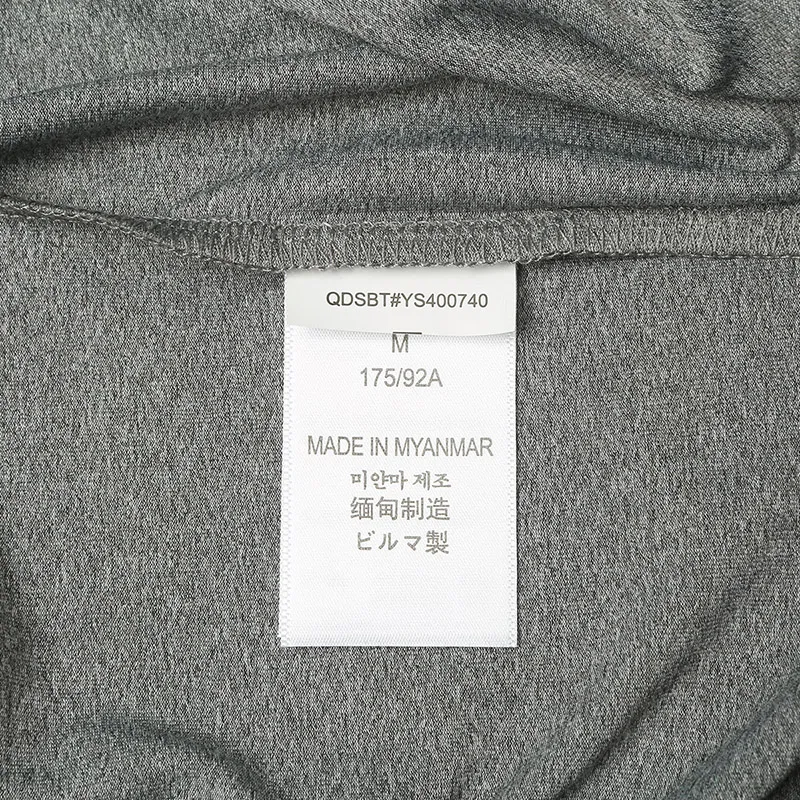 QDSBT#YS400740
M
175/92A
MADE IN MYANMAR
미얀마 제조
缅甸制造
ビルマ製